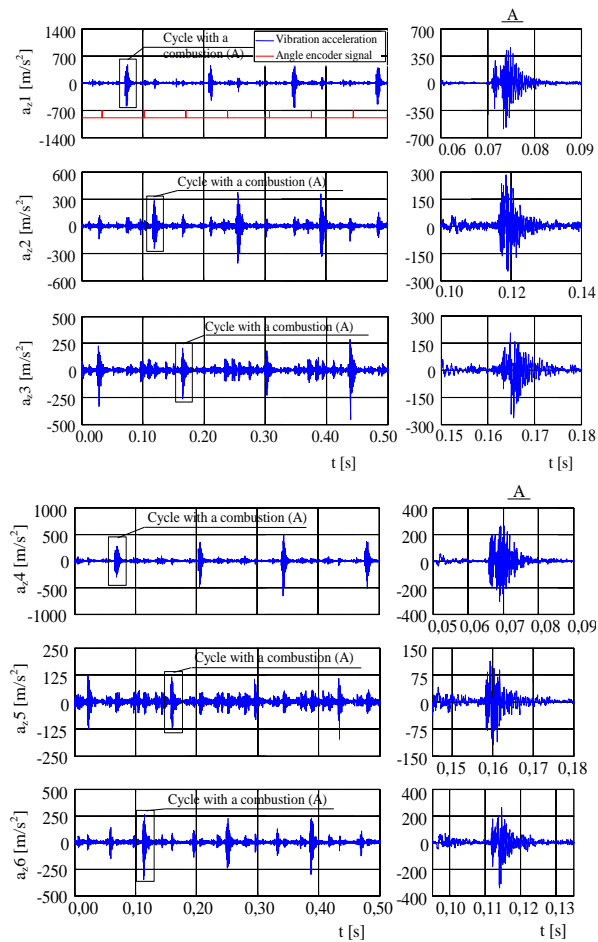 A
1400
700
0
-700
-1400
a_z1 [m/s²]
Cycle with a
combustion (A)
Vibration acceleration
Angle encoder signal
700
350
0
-350
-700
0.06 0.07 0.08 0.09
600
300
0
-300
-600
a_z2 [m/s²]
Cycle with a combustion (A)
300
150
0
-150
-300
0.10 0.12 0.14
500
250
0
-250
-500
a_z3 [m/s²]
Cycle with a combustion (A)
0.00 0.10 0.20 0.30 0.40 0.50
t [s]
300
150
0
-150
-300
0.15 0.16 0.17 0.18
t [s]
A
1000
500
0
-500
-1000
a_z4 [m/s²]
Cycle with a combustion (A)
400
200
0
-200
-400
0,05 0,06 0,07 0,08 0,09
250
125
0
-125
-250
a_z5 [m/s²]
Cycle with a combustion (A)
150
75
0
-75
-150
0,15 0,16 0,17 0,18
500
250
0
-250
-500
a_z6 [m/s²]
Cycle with a combustion (A)
0,00 0,10 0,20 0,30 0,40 0,50
t [s]
400
200
0
-200
-400
0,10 0,11 0,12 0,13
t [s]